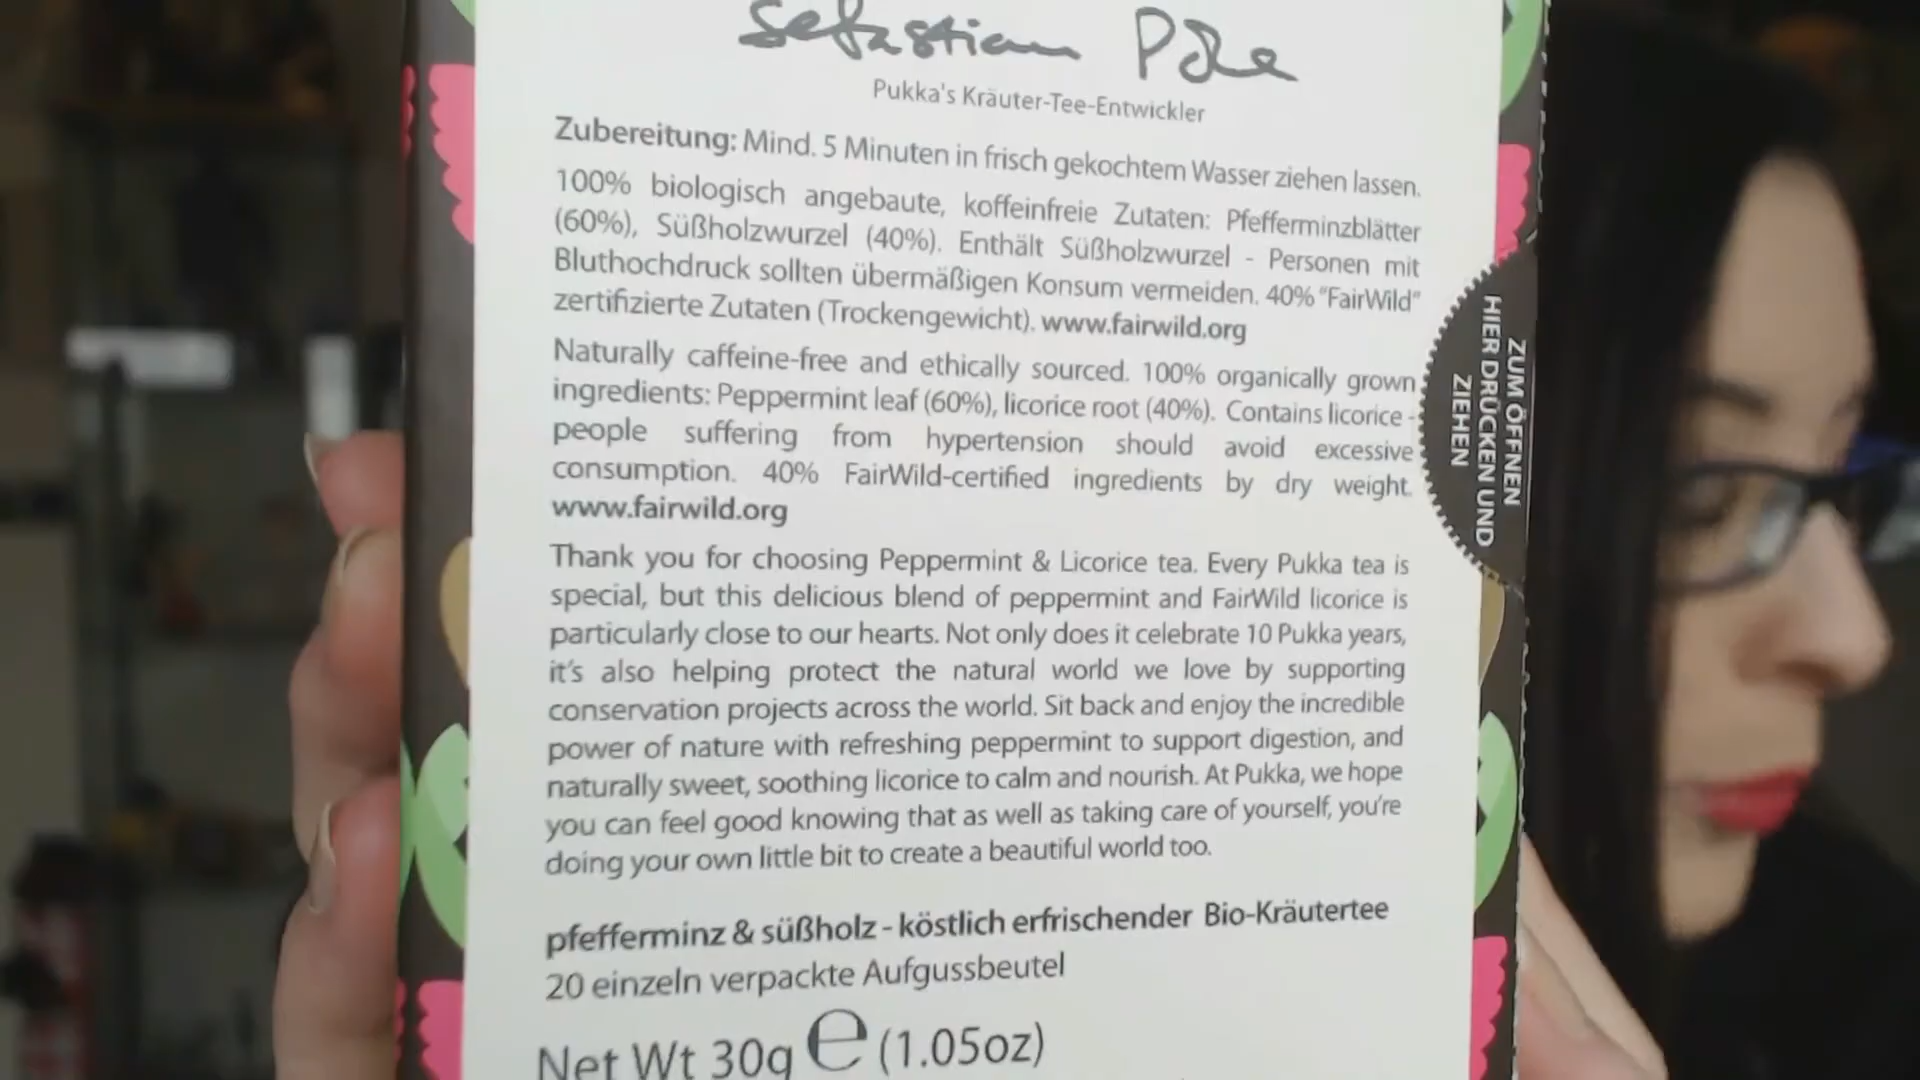 Sebastian Pole
Pukka's Kräuter-Tee-Entwickler
Zubereitung: Mind. 5 Minuten in frisch gekochtem Wasser ziehen lassen.
100% biologisch angebaute, koffeinfreie Zutaten: Pfefferminzblätter
(60%), Süßholzwurzel (40%). Enthält Süßholzwurzel - Personen mit
Bluthochdruck sollten übermäßigen Konsum vermeiden. 40% "FairWild"
zertifizierte Zutaten (Trockengewicht). www.fairwild.org
Naturally caffeine-free and ethically sourced. 100% organically grown
ingredients: Peppermint leaf (60%), licorice root (40%). Contains licorice -
people suffering from hypertension should avoid excessive
consumption. 40% FairWild-certified ingredients by dry weight.
www.fairwild.org
Thank you for choosing Peppermint & Licorice tea. Every Pukka tea is
special, but this delicious blend of peppermint and FairWild licorice is
particularly close to our hearts. Not only does it celebrate 10 Pukka years,
it's also helping protect the natural world we love by supporting
conservation projects across the world. Sit back and enjoy the incredible
power of nature with refreshing peppermint to support digestion, and
naturally sweet, soothing licorice to calm and nourish. At Pukka, we hope
you can feel good knowing that as well as taking care of yourself, you're
doing your own little bit to create a beautiful world too.
pfefferminz & süßholz - köstlich erfrischender Bio-Kräutertee
20 einzeln verpackte Aufgussbeutel
Net Wt 30g e (1.05oz)
ZUM ÖFFNEN
HIER DRÜCKEN UND
ZIEHEN